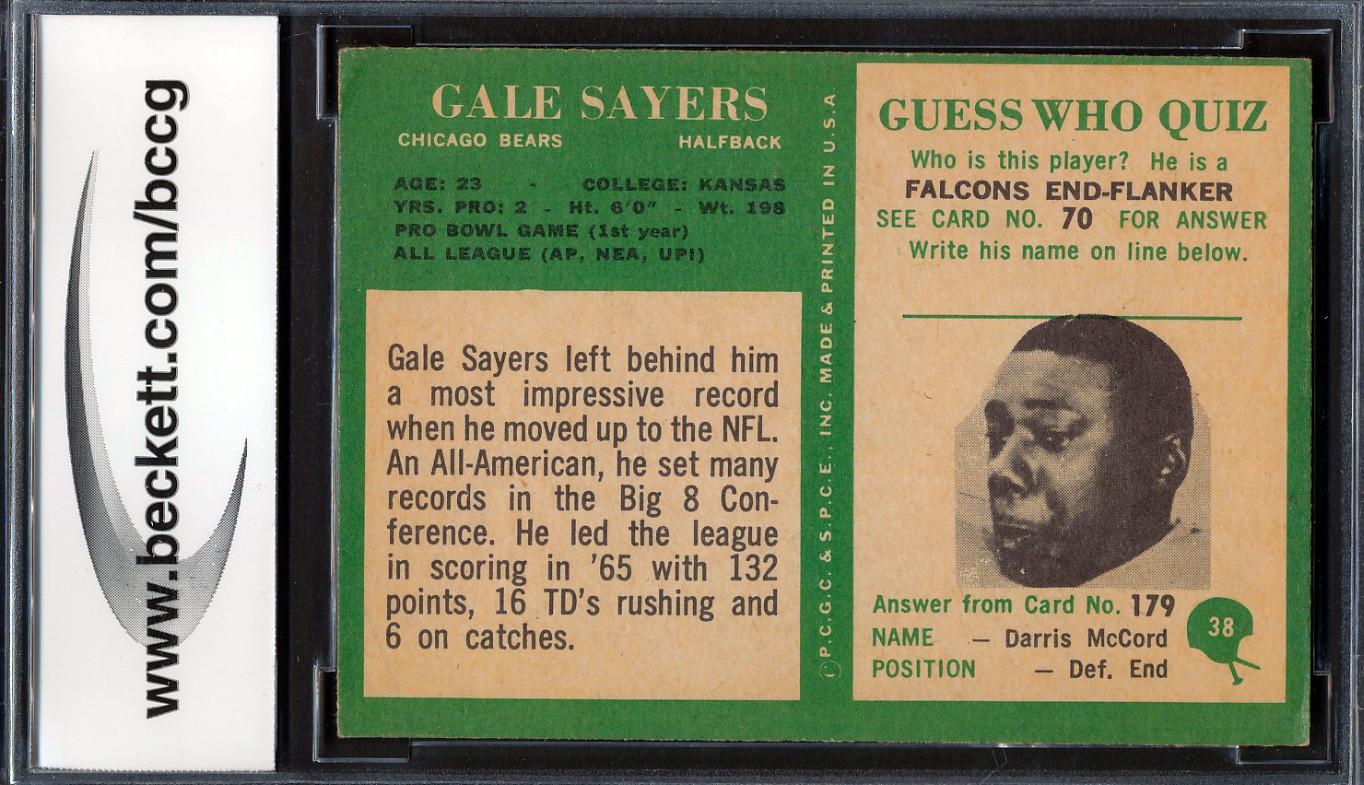 www.beckett.com/bccg
GALE SAYERS
CHICAGO BEARS HALFBACK
AGE: 23 - COLLEGE: KANSAS
YRS. PRO: 2 - Ht. 6'0" - Wt. 198
PRO BOWL GAME (1st year)
ALL LEAGUE (AP, NEA, UPI)
Gale Sayers left behind him
a most impressive record
when he moved up to the NFL.
An All-American, he set many
records in the Big 8 Con-
ference. He led the league
in scoring in '65 with 132
points, 16 TD's rushing and
6 on catches.
©P.C.G.C. & S.P.C.E., INC. MADE & PRINTED IN U.S.A
GUESS WHO QUIZ
Who is this player? He is a
FALCONS END-FLANKER
SEE CARD NO. 70 FOR ANSWER
Write his name on line below.
Answer from Card No. 179
NAME — Darris McCord
POSITION — Def. End
38